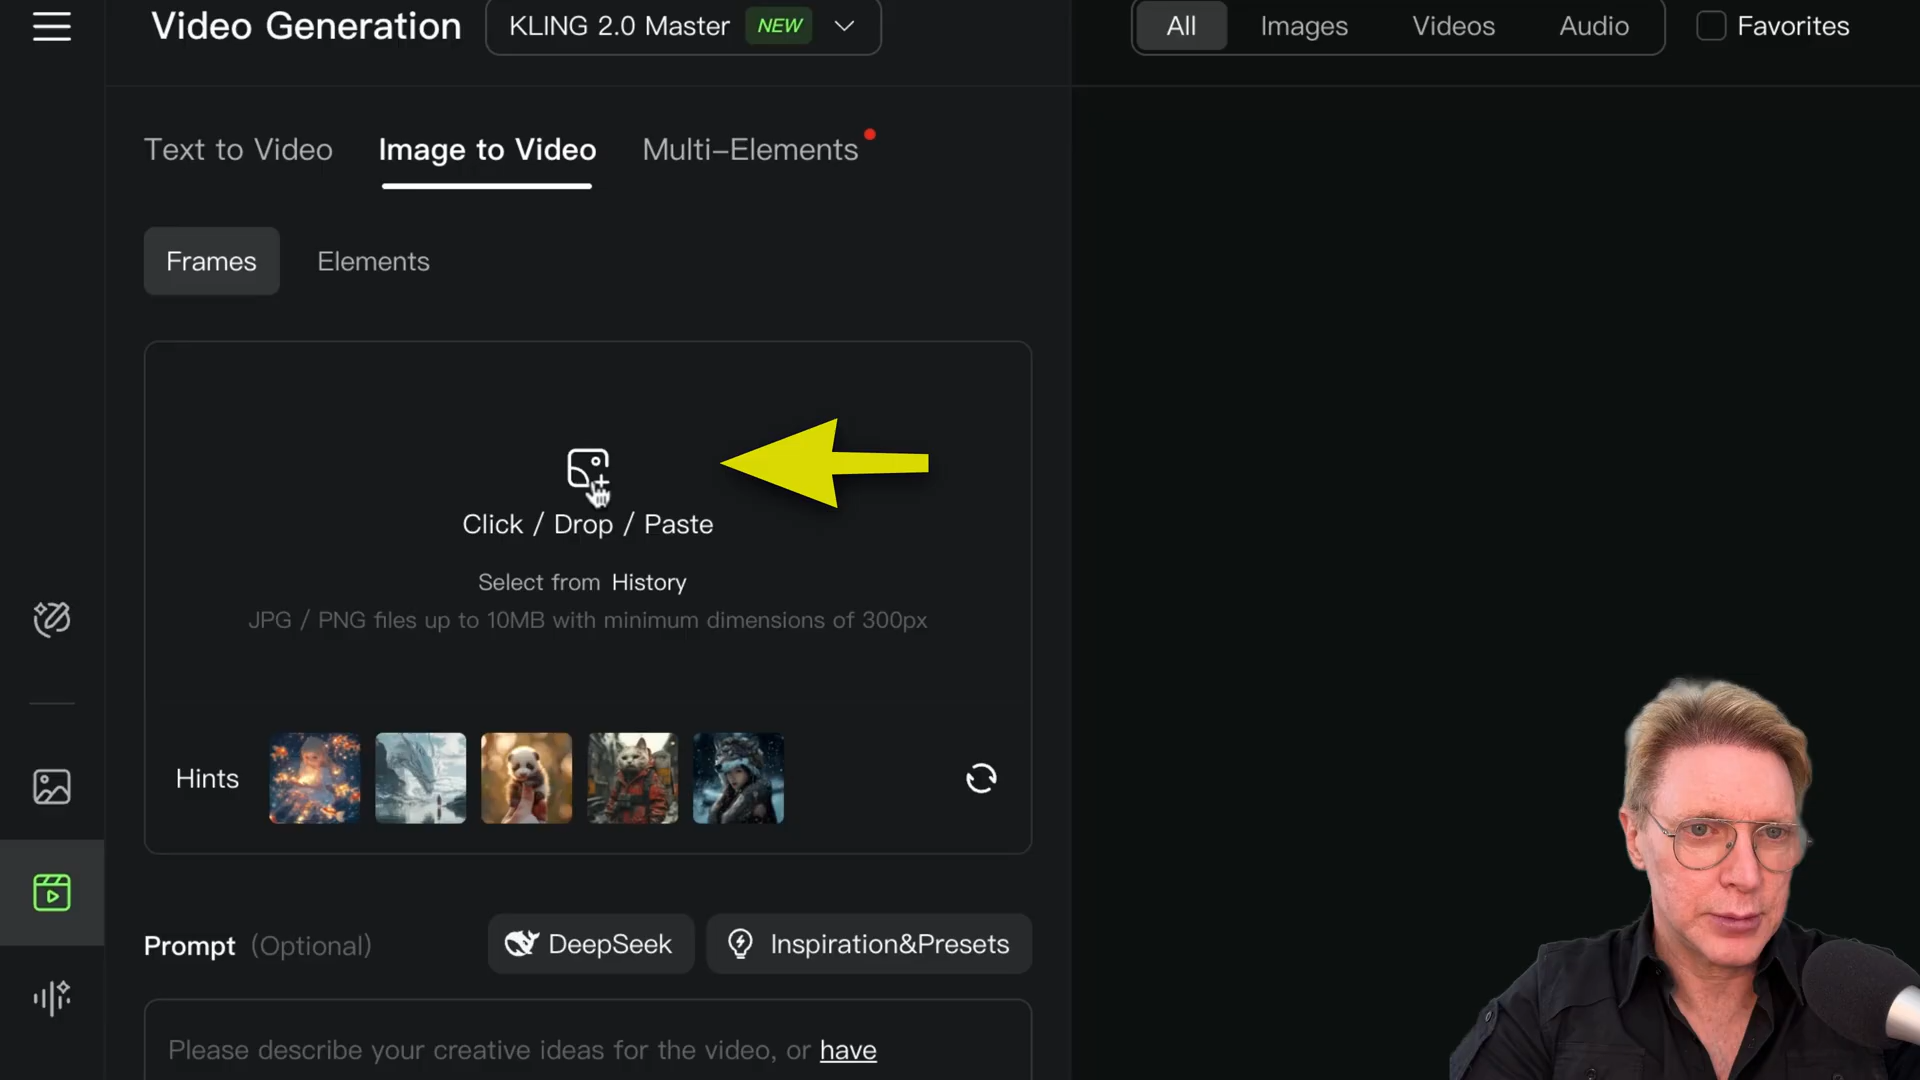 Video Generation
KLING 2.0 Master NEW
All Images Videos Audio Favorites
Text to Video Image to Video Multi-Elements
Frames Elements
Click / Drop / Paste
Select from History
JPG / PNG files up to 10MB with minimum dimensions of 300px
Hints
Prompt (Optional) DeepSeek Inspiration&Presets
Please describe your creative ideas for the video, or have